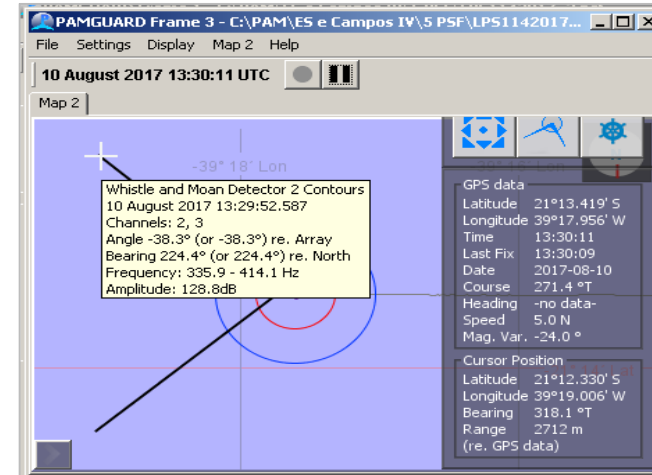 PAMGUARD Frame 3 - C:\PAM\ES e Campos IV\5 PSF\LPS1142017...
File Settings Display Map 2 Help
10 August 2017 13:30:11 UTC
Map 2
-39° 18' Lon
Whistle and Moan Detector 2 Contours
10 August 2017 13:29:52.587
Channels: 2, 3
Angle -38.3° (or -38.3°) re. Array
Bearing 224.4° (or 224.4°) re. North
Frequency: 335.9 - 414.1 Hz
Amplitude: 128.8dB
GPS data
Latitude 21°13.419' S
Longitude 39°17.956' W
Time 13:30:11
Last Fix 13:30:09
Date 2017-08-10
Course 271.4 °T
Heading -no data-
Speed 5.0 N
Mag. Var. -24.0 °
Cursor Position
Latitude 21°12.330' S
Longitude 39°19.006' W
Bearing 318.1 °T
Range 2712 m
(re. GPS data)